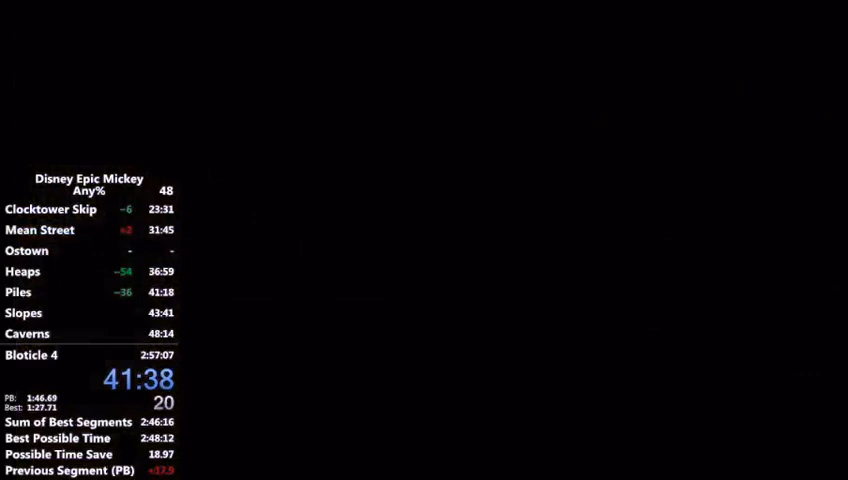 Disney Epic Mickey
Any% 48
Clocktower Skip −6 23:31
Mean Street +2 31:45
Ostown - -
Heaps −54 36:59
Piles −36 41:18
Slopes 43:41
Caverns 48:14
Bloticle 4 2:57:07
41:38
PB: 1:46.69
Best: 1:27.71
20
Sum of Best Segments 2:46:16
Best Possible Time 2:48:12
Possible Time Save 18.97
Previous Segment (PB) +17.9